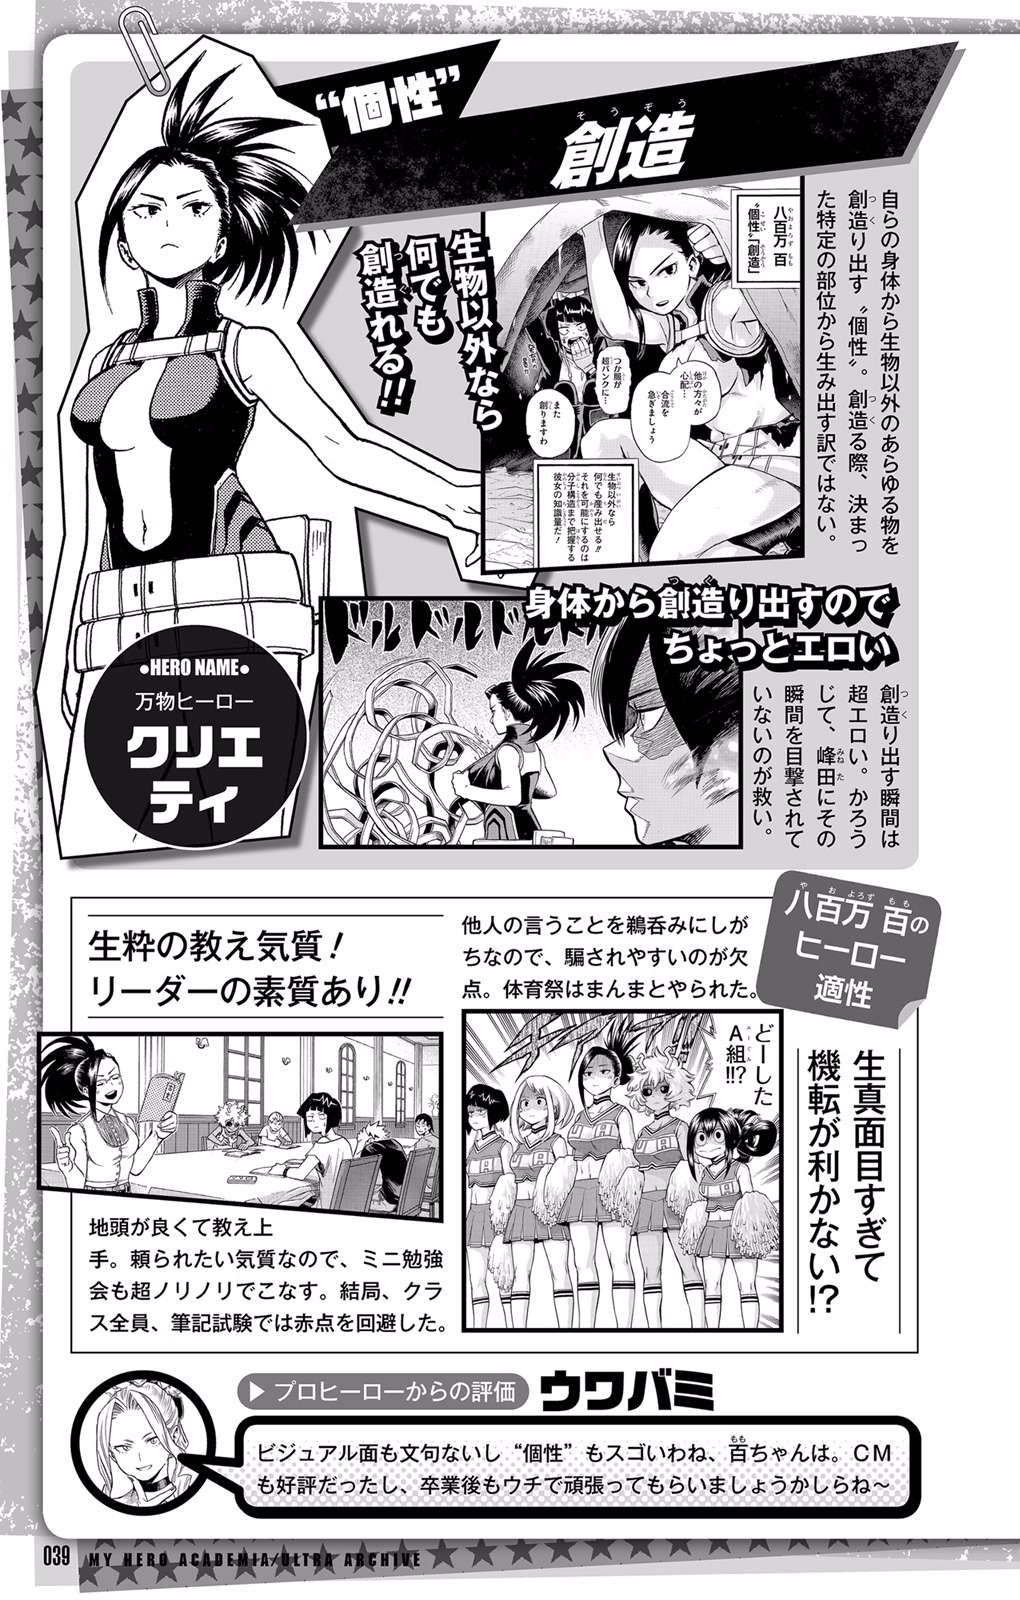 “個性”
創造
そうぞう
生物以外なら
何でも
創造れる!!
自らの身体から生物以外のあらゆる物を
創造り出す〝個性〟。創造る際、決まっ
た特定の部位から生み出す訳ではない。
八百万 百
〝個性〟「創造」
つか服が
超パンクに…
他の方々が
心配…
合流を
急ぎましょう
また
創りますわ
生物以外なら
何でも産み出せる!!
それを可能にするのは
分子構造まで把握する
彼女の知識量だ!
身体から創造り出すので
ちょっとエロい
創造り出す瞬間は
超エロい。かろう
じて、峰田にその
瞬間を目撃されて
いないのが救い。
●HERO NAME●
万物ヒーロー
クリエ
ティ
八百万 百の
ヒーロー
適性
生真面目すぎて
機転が利かない!?
他人の言うことを鵜呑みにしが
ちなので、騙されやすいのが欠
点。体育祭はまんまとやられた。
どーした
A組!!?
生粋の教え気質!
リーダーの素質あり!!
地頭が良くて教え上
手。頼られたい気質なので、ミニ勉強
会も超ノリノリでこなす。結局、クラ
ス全員、筆記試験では赤点を回避した。
▶プロヒーローからの評価
ウワバミ
ビジュアル面も文句ないし“個性”もスゴいわね、百ちゃんは。CM
も好評だったし、卒業後もウチで頑張ってもらいましょうかしらね〜
039 MY HERO ACADEMIA/ULTRA ARCHIVE